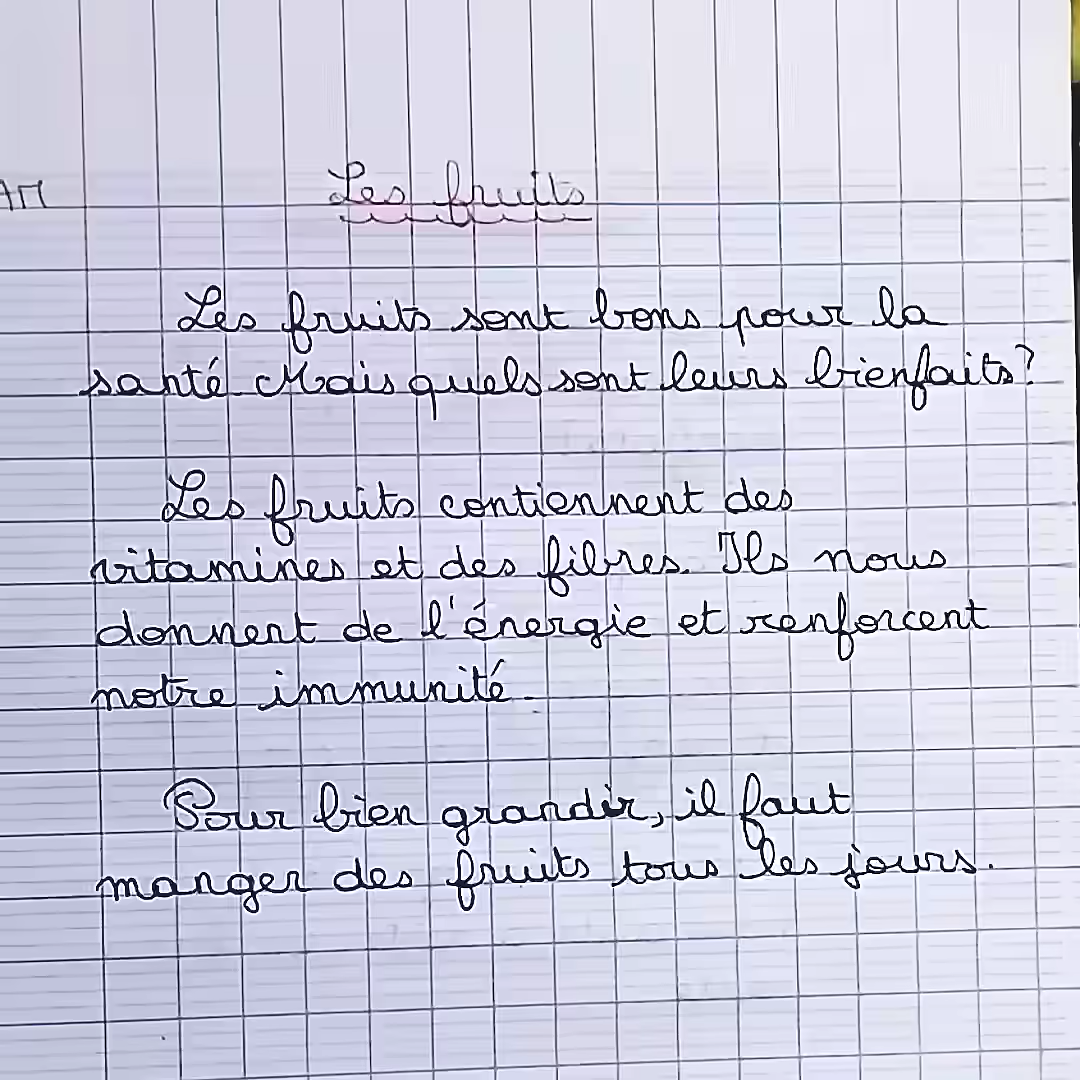 Les fruits
Les fruits sont bons pour la
santé. Mais quels sont leurs bienfaits?
Les fruits contiennent des
vitamines et des fibres. Ils nous
donnent de l'énergie et renforcent
notre immunité.
Pour bien grandir, il faut
manger des fruits tous les jours.